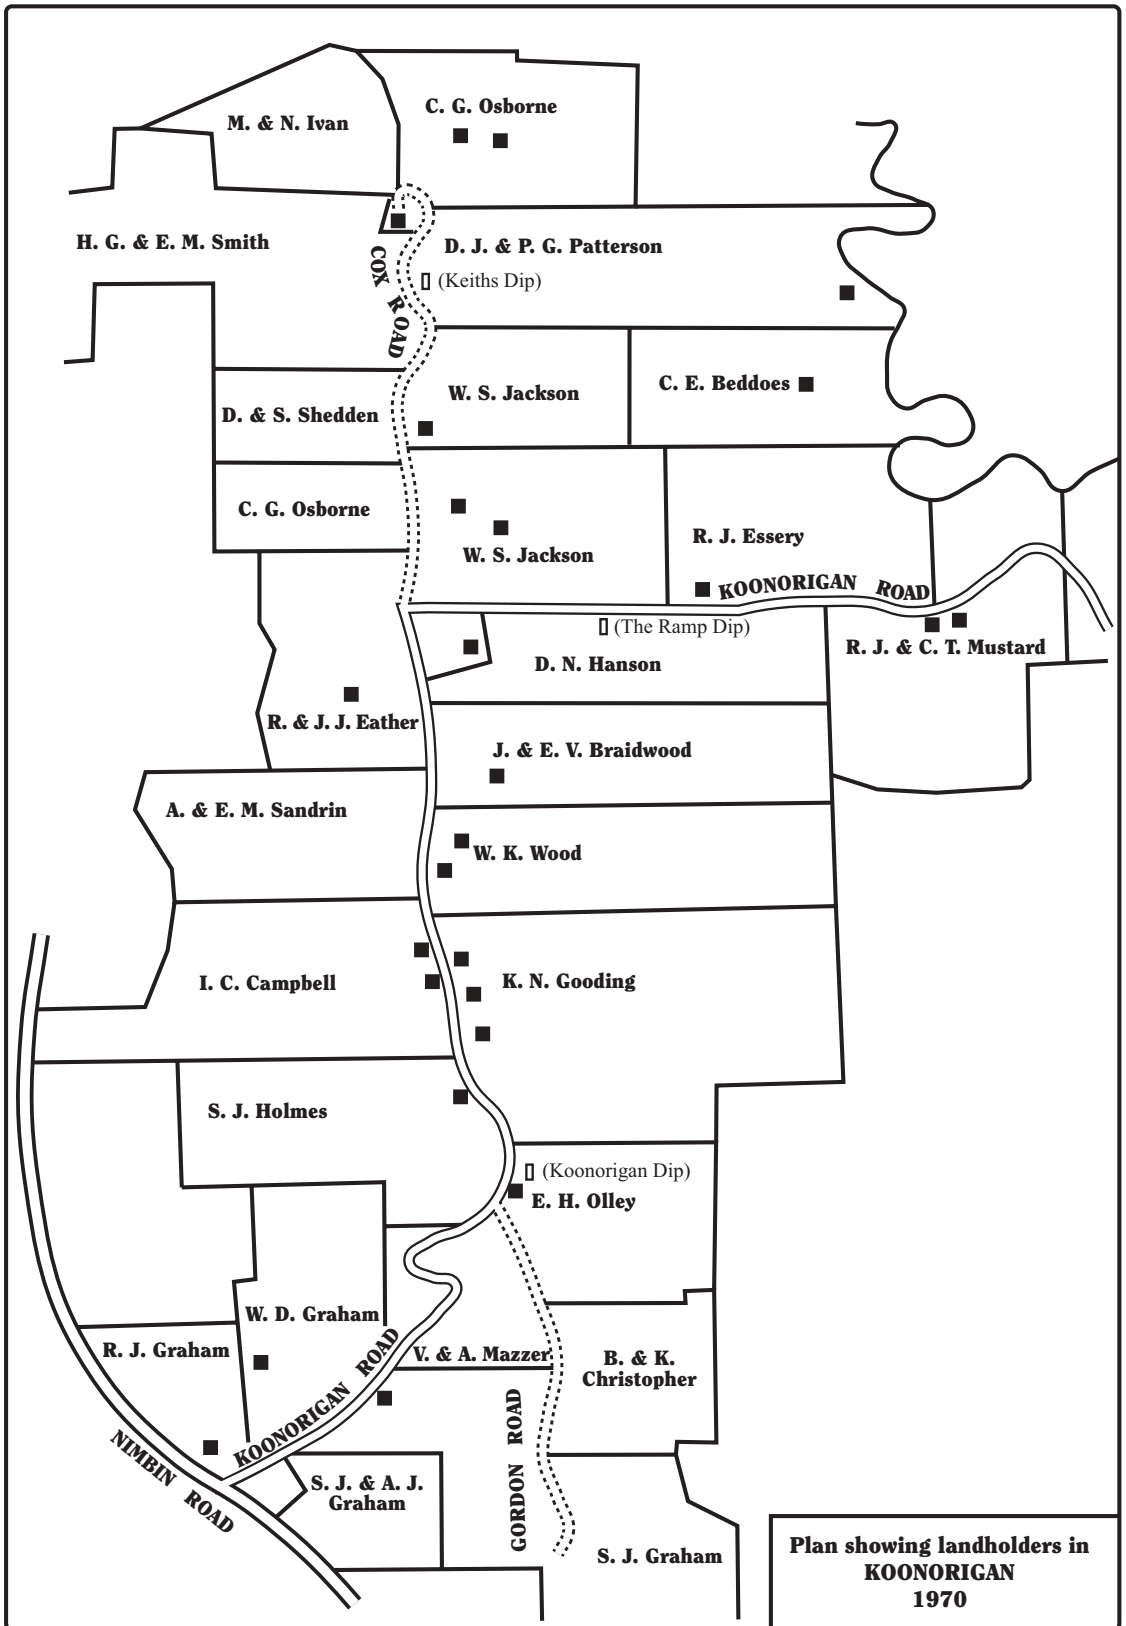 C. G. Osborne
M. & N. Ivan
H. G. & E. M. Smith
D. J. & P. G. Patterson
COX ROAD
(Keiths Dip)
C. E. Beddoes
W. S. Jackson
D. & S. Shedden
C. G. Osborne
R. J. Essery
W. S. Jackson
KOONORIGAN ROAD
(The Ramp Dip)
R. J. & C. T. Mustard
D. N. Hanson
R. & J. J. Eather
J. & E. V. Braidwood
A. & E. M. Sandrin
W. K. Wood
I. C. Campbell
K. N. Gooding
S. J. Holmes
(Koonorigan Dip)
E. H. Olley
W. D. Graham
R. J. Graham
V. & A. Mazzer
B. & K.
Christopher
KOONORIGAN ROAD
GORDON ROAD
NIMBIN ROAD
S. J. & A. J.
Graham
S. J. Graham
Plan showing landholders in
KOONORIGAN
1970